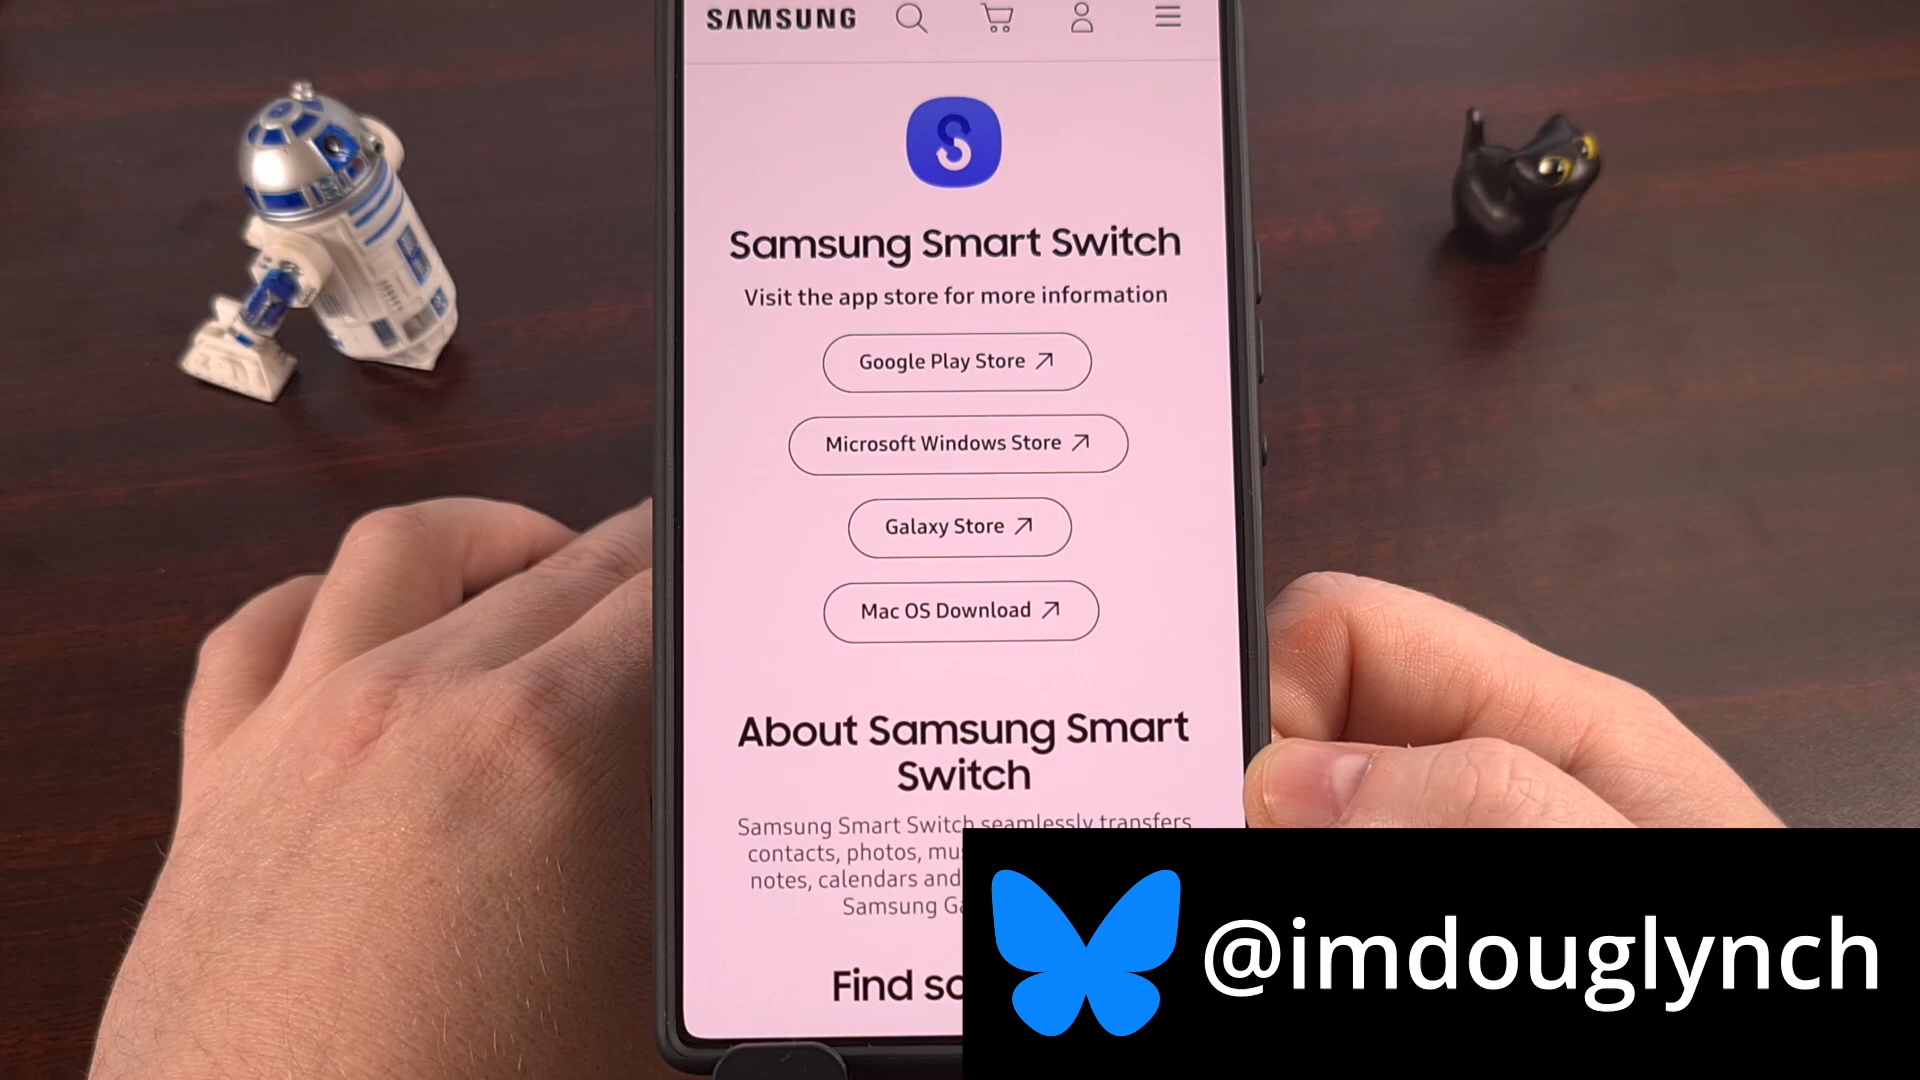 SAMSUNG
S
Samsung Smart Switch
Visit the app store for more information
Google Play Store
Microsoft Windows Store
Galaxy Store
Mac OS Download
About Samsung Smart
Switch
Samsung Smart Switch seamlessly transfers
contacts, photos,
notes, calendars and
Samsung
Find
@imdouglynch